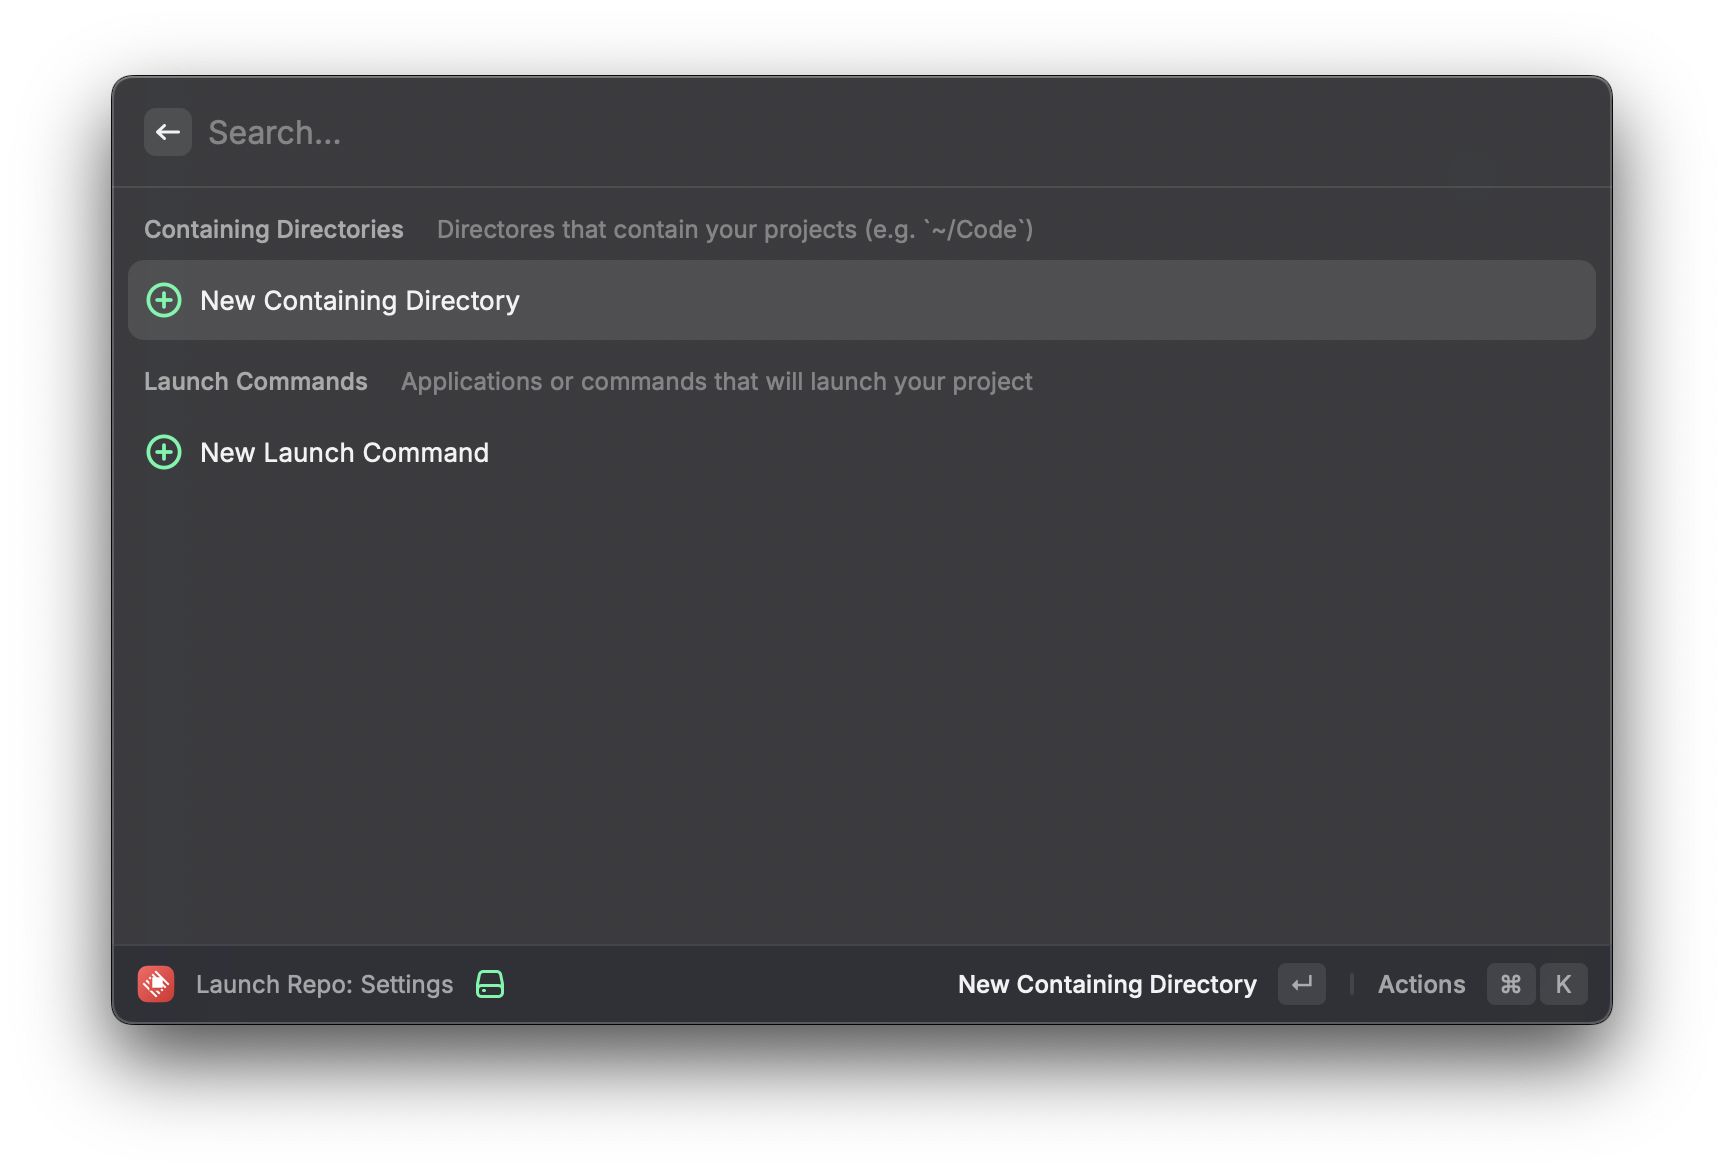 Search...
Containing Directories Directores that contain your projects (e.g. `~/Code`)
New Containing Directory
Launch Commands Applications or commands that will launch your project
New Launch Command
Launch Repo: Settings New Containing Directory ↵ Actions ⌘ K